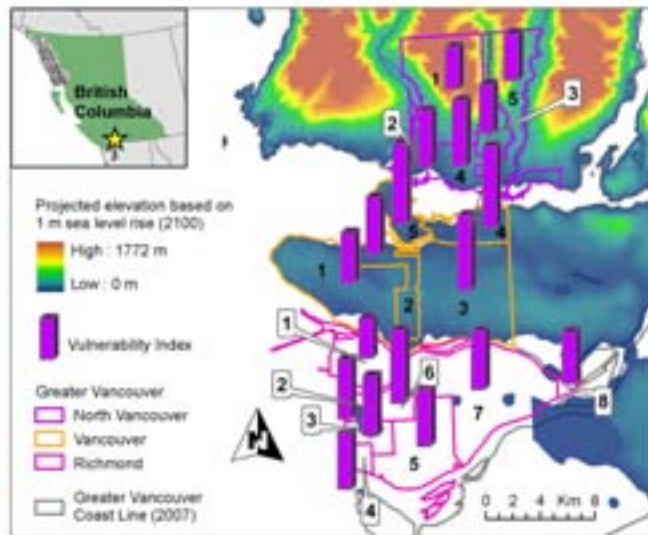 British
Columbia
Projected elevation based on
1 m sea level rise (2100)
High : 1772 m
Low : 0 m
Vulnerability Index
Greater Vancouver
North Vancouver
Vancouver
Richmond
Greater Vancouver
Coast Line (2007)
N
1
5
3
2
4
5
4
1
2
3
1
2
3
6
7
8
5
4
0 2 4 Km 8